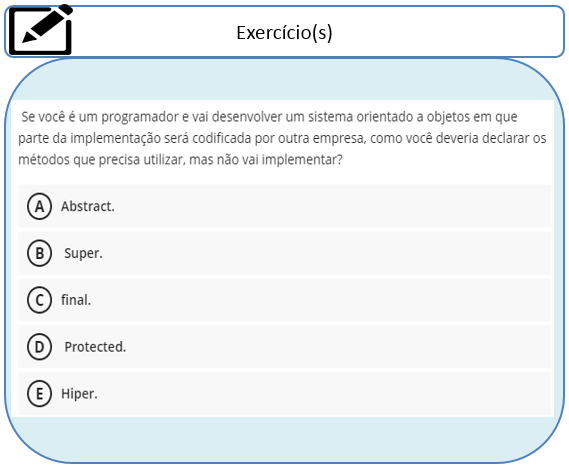 Exercício(s)
Se você é um programador e vai desenvolver um sistema orientado a objetos em que
parte da implementação será codificada por outra empresa, como você deveria declarar os
métodos que precisa utilizar, mas não vai implementar?
A Abstract.
B Super.
C final.
D Protected.
E Hiper.